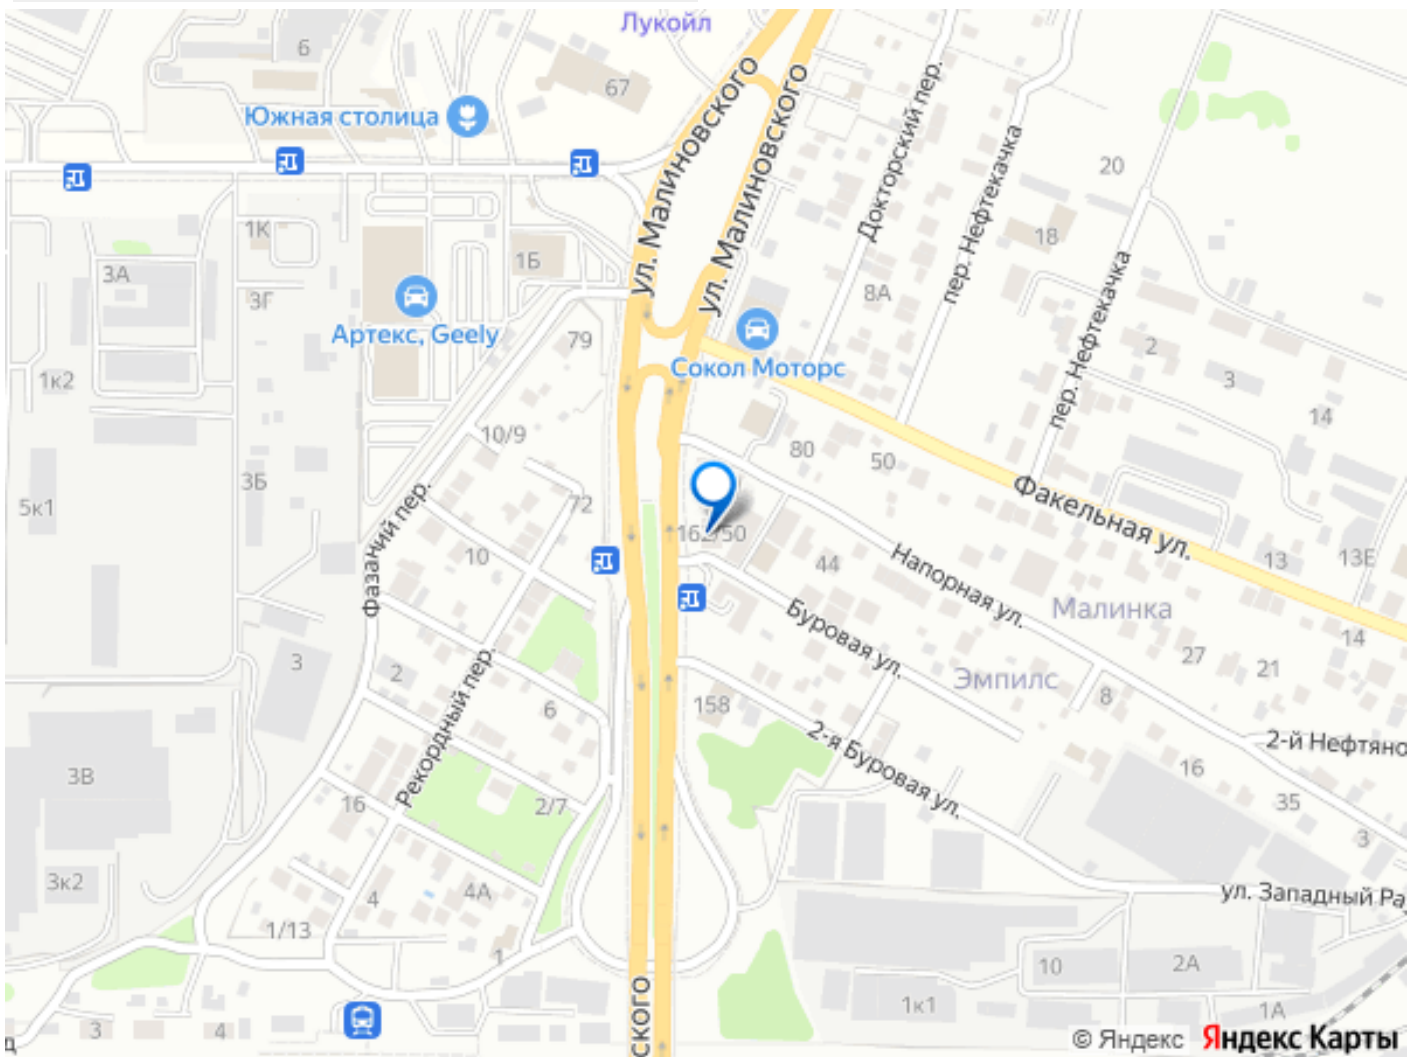 Лукойл
6
67
Южная столица
ул. Малиновского
ул. Малиновского
Докторский пер.
пер. Нефтекачка
20
18
1К
3А
1Б
3Г
8А
пер. Нефтекачка
Артекс, Geely
79
Сокол Моторс
2
3
1к2
14
10/9
80
50
3Б
5к1
72
Фазаний пер.
Факельная ул.
162/50
10
44
Напорная ул.
13
13Е
Малинка
Буровая ул.
14
3
2
27
21
Эмпилс
Рекордный пер.
6
158
8
2-я Буровая ул.
2-й Нефтяно
3В
16
16
2/7
35
3
3к2
4А
4
ул. Западный Ра
1/13
1
10
2А
ского
1к1
1А
3
4
д
© Яндекс Яндекс Карты